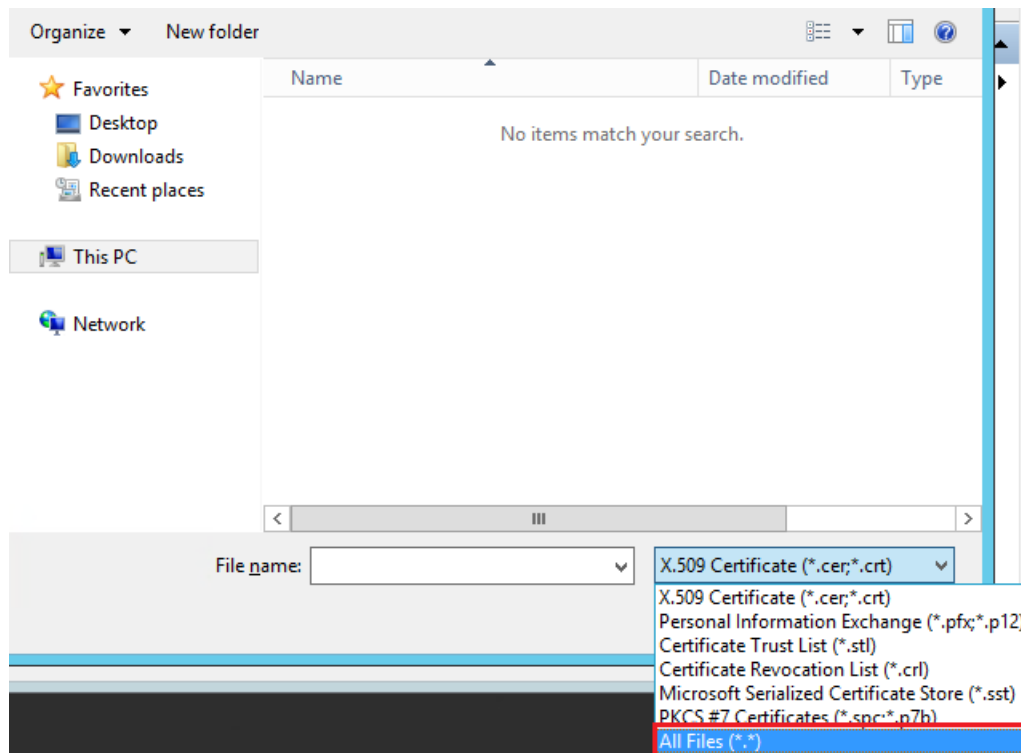 Organize New folder
Name Date modified Type
Favorites
Desktop
Downloads
Recent places
This PC
Network
No items match your search.
File name: X.509 Certificate (*.cer;*.crt)
X.509 Certificate (*.cer;*.crt)
Personal Information Exchange (*.pfx;*.p12)
Certificate Trust List (*.stl)
Certificate Revocation List (*.crl)
Microsoft Serialized Certificate Store (*.sst)
PKCS #7 Certificates (*.spc;*.p7b)
All Files (*.*)